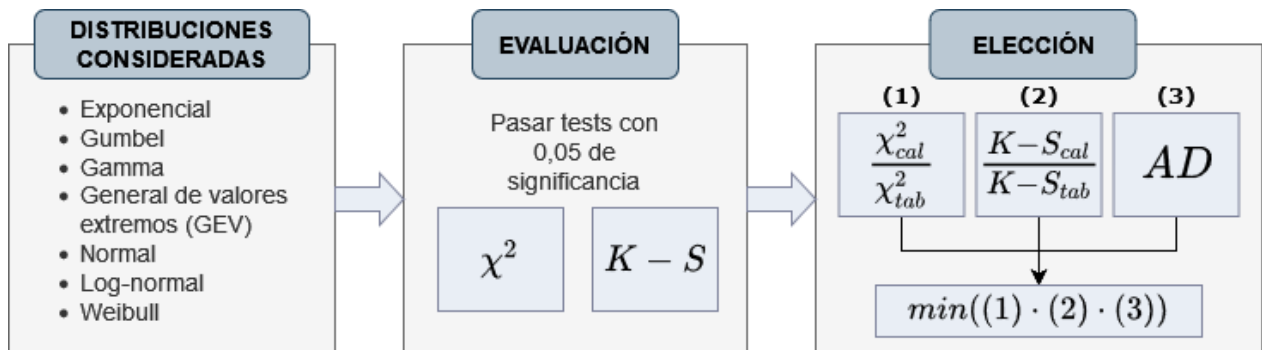 DISTRIBUCIONES
CONSIDERADAS
• Exponencial
• Gumbel
• Gamma
• General de valores
extremos (GEV)
• Normal
• Log-normal
• Weibull
EVALUACIÓN
Pasar tests con
0,05 de
significancia
χ²
K − S
ELECCIÓN
(1) (2) (3)
χ²cal / χ²tab
K−Scal / K−Stab
AD
min((1) · (2) · (3))